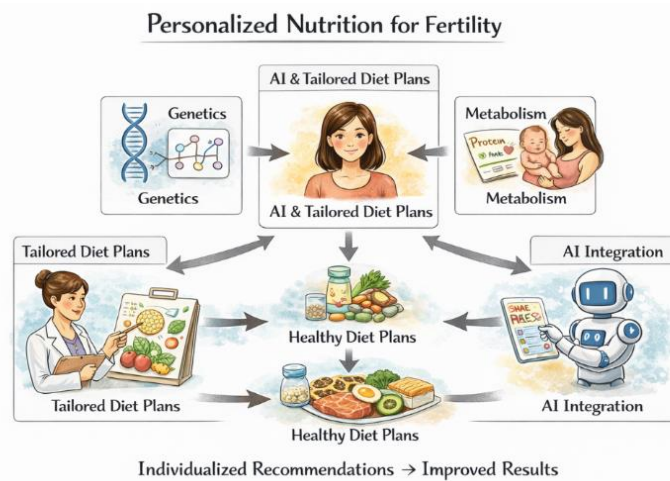 Personalized Nutrition for Fertility
AI & Tailored Diet Plans
Genetics
Genetics
AI & Tailored Diet Plans
Metabolism
Protein
Metabolism
Tailored Diet Plans
Tailored Diet Plans
Healthy Diet Plans
Healthy Diet Plans
AI Integration
AI Integration
Individualized Recommendations → Improved Results